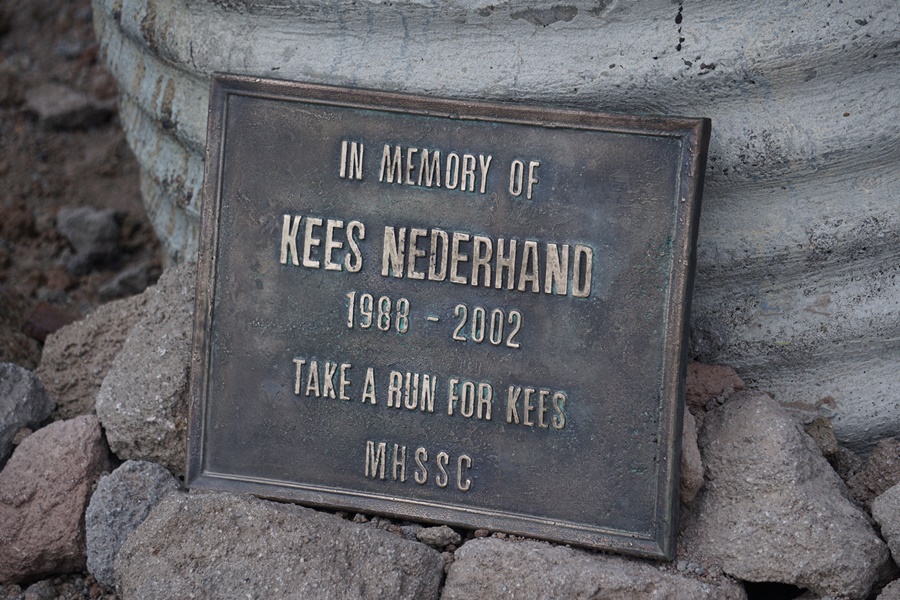 IN MEMORY OF
KEES NEDERHAND
1988 - 2002
TAKE A RUN FOR KEES
MHSSC